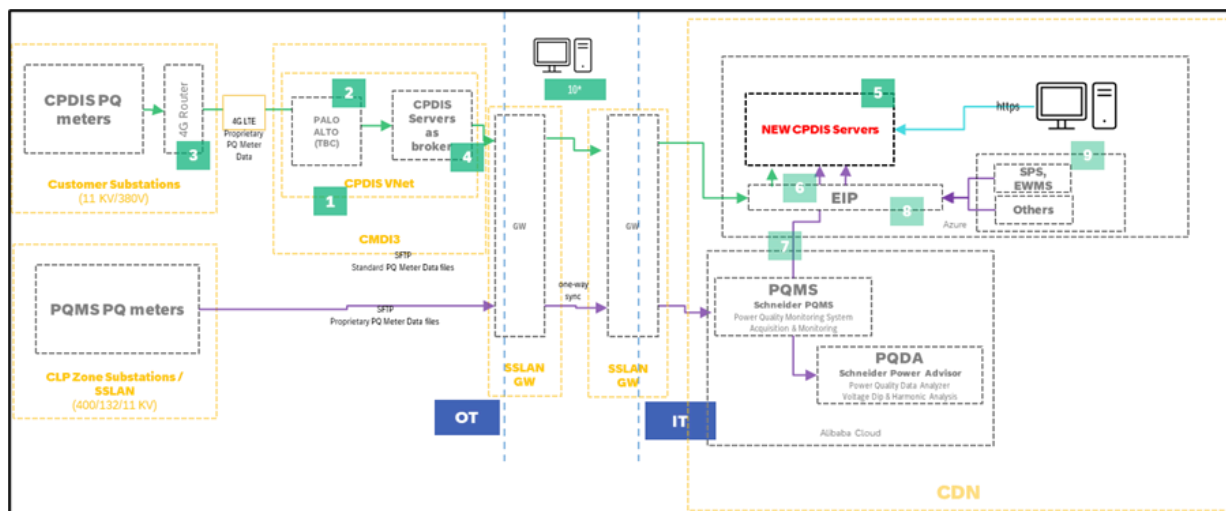 CPDIS PQ
meters
4G Router
3
Customer Substations
(11 KV/380V)
4G LTE
Proprietary
PQ Meter
Data
2
PALO
ALTO
(TBC)
CPDIS
Servers
as
broker
4
CPDIS VNet
1
CMDI3
SFTP
Standard PQ Meter Data files
PQMS PQ meters
SFTP
Proprietary PQ Meter Data files
CLP Zone Substations /
SSLAN
(400/132/11 KV)
10*
GW
one-way
sync
GW
SSLAN
GW
SSLAN
GW
OT
IT
5
NEW CPDIS Servers
https
6
EIP
8
9
SPS,
EWMS
Others
Azure
7
PQMS
Schneider PQMS
Power Quality Monitoring System
Acquisition & Monitoring
PQDA
Schneider Power Advisor
Power Quality Data Analyzer
Voltage Dip & Harmonic Analysis
Alibaba Cloud
CDN